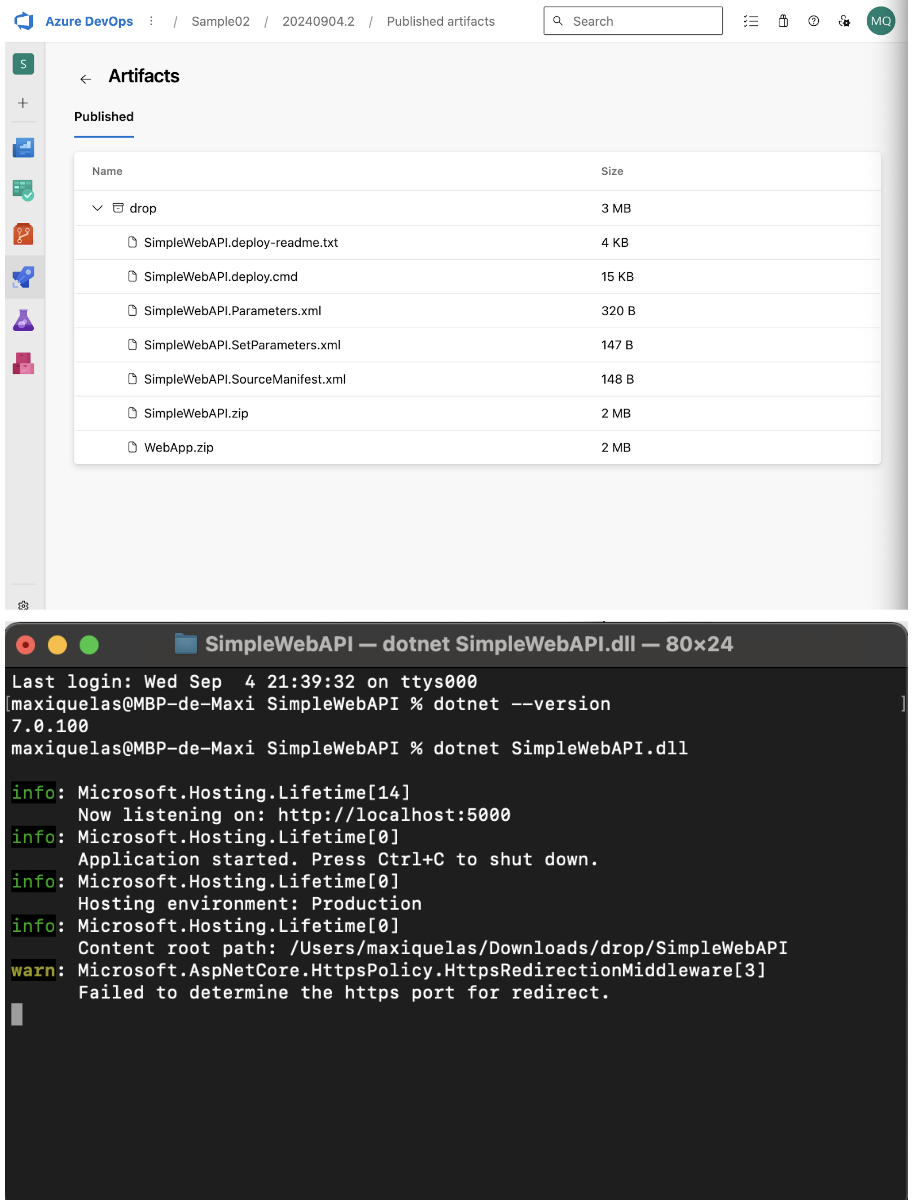 Azure DevOps / Sample02 / 20240904.2 / Published artifacts Search MQ
S
Artifacts
Published
Name Size
drop 3 MB
SimpleWebAPI.deploy-readme.txt 4 KB
SimpleWebAPI.deploy.cmd 15 KB
SimpleWebAPI.Parameters.xml 320 B
SimpleWebAPI.SetParameters.xml 147 B
SimpleWebAPI.SourceManifest.xml 148 B
SimpleWebAPI.zip 2 MB
WebApp.zip 2 MB
SimpleWebAPI — dotnet SimpleWebAPI.dll — 80×24
Last login: Wed Sep  4 21:39:32 on ttys000
[maxiquelas@MBP-de-Maxi SimpleWebAPI % dotnet --version ]
7.0.100
maxiquelas@MBP-de-Maxi SimpleWebAPI % dotnet SimpleWebAPI.dll
info: Microsoft.Hosting.Lifetime[14]
Now listening on: http://localhost:5000
info: Microsoft.Hosting.Lifetime[0]
Application started. Press Ctrl+C to shut down.
info: Microsoft.Hosting.Lifetime[0]
Hosting environment: Production
info: Microsoft.Hosting.Lifetime[0]
Content root path: /Users/maxiquelas/Downloads/drop/SimpleWebAPI
warn: Microsoft.AspNetCore.HttpsPolicy.HttpsRedirectionMiddleware[3]
Failed to determine the https port for redirect.